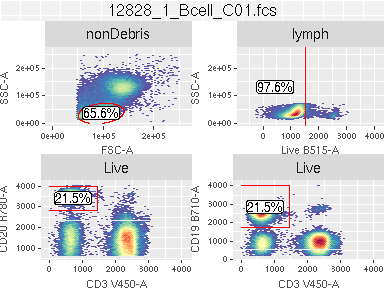 12828_1_Bcell_C01.fcs
nonDebris
lymph
SSC-A
2e+05
1e+05
0e+00
65.6%
0e+00 1e+05 2e+05
FSC-A
SSC-A
2e+05
1e+05
0e+00
97.6%
0 1000 2000 3000 4000
Live B515-A
Live
Live
CD20 R780-A
4000
3000
2000
1000
0
21.5%
0 1000 2000 3000 4000
CD3 V450-A
CD19 B710-A
4000
3000
2000
1000
0
21.5%
0 1000 2000 3000 4000
CD3 V450-A